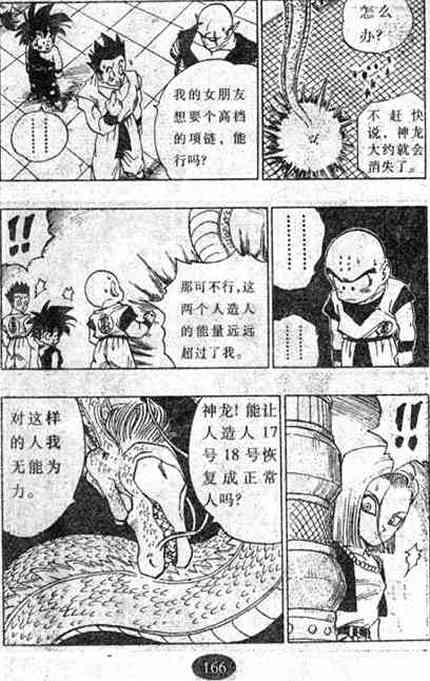 怎么
办?
不赶快
说，神龙
大约就会
消失了。
我的女朋友
想要个高档
的项链，能
行吗?
……
……
……
那可不行，这
两个人造人
的能量远远
超过了我。
!!
!!
神龙! 能让
人造人17
号18号恢
复成正常
人吗?
对这样
的人我
无能为
力。
166